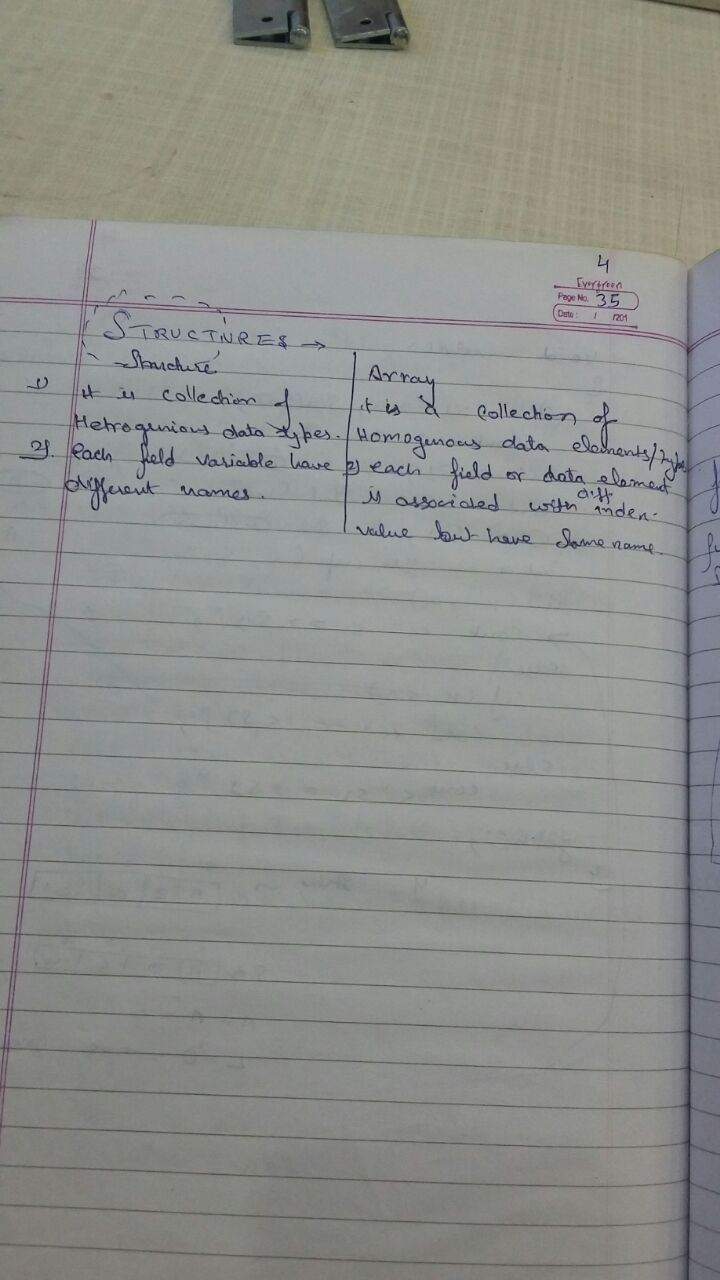 4
Evergreen
Page No. 35
Date : / /201
STRUCTURES →
Structure
1) it is collection of
Hetrogenious data types.
2). each field variable have
different names.
Array
it is a collection of
Homogenous data elements/types
2) each field or data element
is associated with diff inden.
value but have same name.